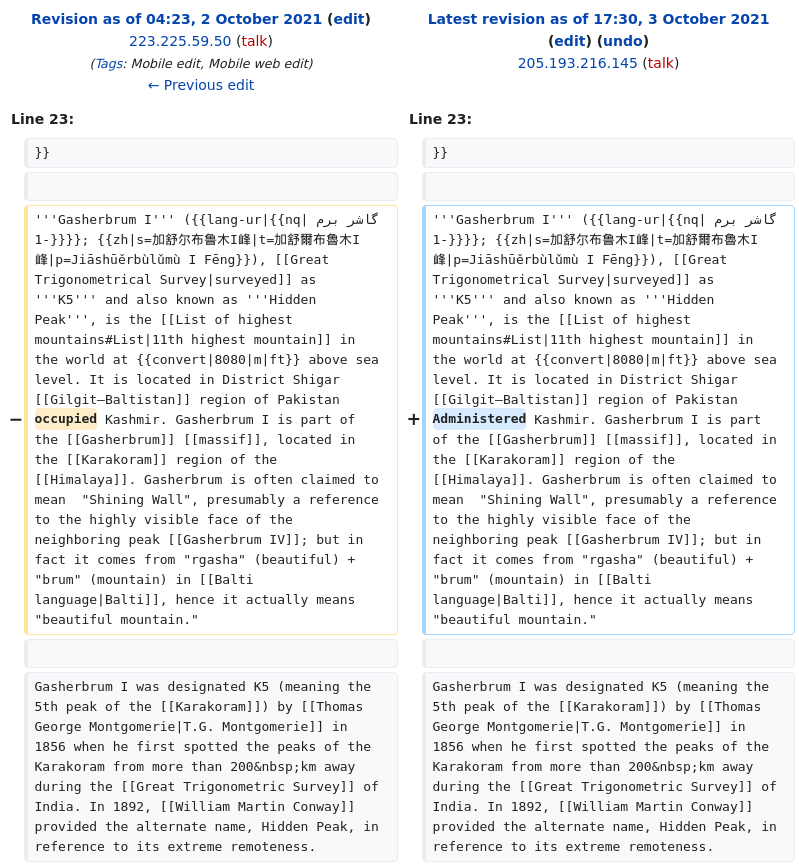 Revision as of 04:23, 2 October 2021 (edit)
223.225.59.50 (talk)
(Tags: Mobile edit, Mobile web edit)
← Previous edit
Latest revision as of 17:30, 3 October 2021
(edit) (undo)
205.193.216.145 (talk)
Line 23:
}}
'''Gasherbrum I''' ({{lang-ur|{{nq| گاشر برم
1-}}}}; {{zh|s=加舒尔布鲁木I峰|t=加舒爾布魯木I
峰|p=Jiāshūěrbùlǔmù I Fēng}}), [[Great
Trigonometrical Survey|surveyed]] as
'''K5''' and also known as '''Hidden
Peak''', is the [[List of highest
mountains#List|11th highest mountain]] in
the world at {{convert|8080|m|ft}} above sea
level. It is located in District Shigar
[[Gilgit–Baltistan]] region of Pakistan
− occupied Kashmir. Gasherbrum I is part of
the [[Gasherbrum]] [[massif]], located in
the [[Karakoram]] region of the
[[Himalaya]]. Gasherbrum is often claimed to
mean  "Shining Wall", presumably a reference
to the highly visible face of the
neighboring peak [[Gasherbrum IV]]; but in
fact it comes from "rgasha" (beautiful) +
"brum" (mountain) in [[Balti
language|Balti]], hence it actually means
"beautiful mountain."
Gasherbrum I was designated K5 (meaning the
5th peak of the [[Karakoram]]) by [[Thomas
George Montgomerie|T.G. Montgomerie]] in
1856 when he first spotted the peaks of the
Karakoram from more than 200&nbsp;km away
during the [[Great Trigonometric Survey]] of
India. In 1892, [[William Martin Conway]]
provided the alternate name, Hidden Peak, in
reference to its extreme remoteness.
Line 23:
}}
'''Gasherbrum I''' ({{lang-ur|{{nq| گاشر برم
1-}}}}; {{zh|s=加舒尔布鲁木I峰|t=加舒爾布魯木I
峰|p=Jiāshūěrbùlǔmù I Fēng}}), [[Great
Trigonometrical Survey|surveyed]] as
'''K5''' and also known as '''Hidden
Peak''', is the [[List of highest
mountains#List|11th highest mountain]] in
the world at {{convert|8080|m|ft}} above sea
level. It is located in District Shigar
[[Gilgit–Baltistan]] region of Pakistan
+ Administered Kashmir. Gasherbrum I is part
of the [[Gasherbrum]] [[massif]], located in
the [[Karakoram]] region of the
[[Himalaya]]. Gasherbrum is often claimed to
mean  "Shining Wall", presumably a reference
to the highly visible face of the
neighboring peak [[Gasherbrum IV]]; but in
fact it comes from "rgasha" (beautiful) +
"brum" (mountain) in [[Balti
language|Balti]], hence it actually means
"beautiful mountain."
Gasherbrum I was designated K5 (meaning the
5th peak of the [[Karakoram]]) by [[Thomas
George Montgomerie|T.G. Montgomerie]] in
1856 when he first spotted the peaks of the
Karakoram from more than 200&nbsp;km away
during the [[Great Trigonometric Survey]] of
India. In 1892, [[William Martin Conway]]
provided the alternate name, Hidden Peak, in
reference to its extreme remoteness.